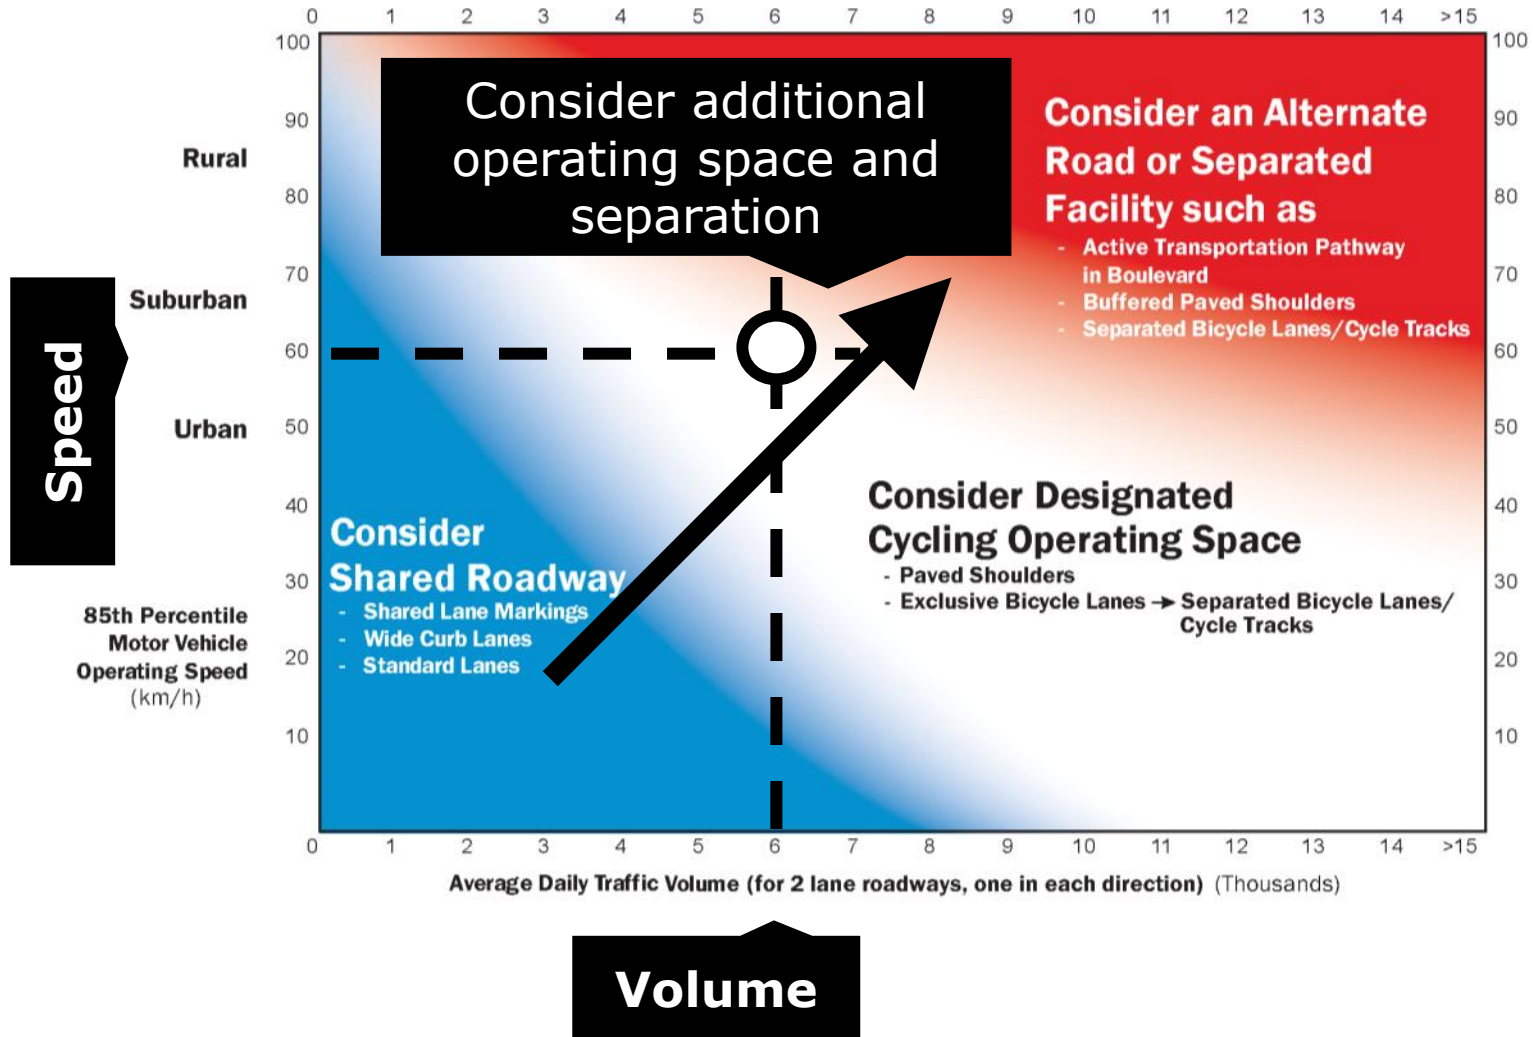 0 1 2 3 4 5 6 7 8 9 10 11 12 13 14 >15
100 100
Consider additional
operating space and
separation
90 90
Consider an Alternate
Road or Separated
Facility such as
- Active Transportation Pathway
in Boulevard
- Buffered Paved Shoulders
- Separated Bicycle Lanes/Cycle Tracks
Rural
80 80
70 70
Suburban
60 60
Speed
Urban
50 50
40 40
Consider
Shared Roadway
- Shared Lane Markings
- Wide Curb Lanes
- Standard Lanes
Consider Designated
Cycling Operating Space
- Paved Shoulders
- Exclusive Bicycle Lanes → Separated Bicycle Lanes/
Cycle Tracks
30 30
85th Percentile
Motor Vehicle
Operating Speed
(km/h)
20 20
10 10
0 1 2 3 4 5 6 7 8 9 10 11 12 13 14 >15
Average Daily Traffic Volume (for 2 lane roadways, one in each direction) (Thousands)
Volume